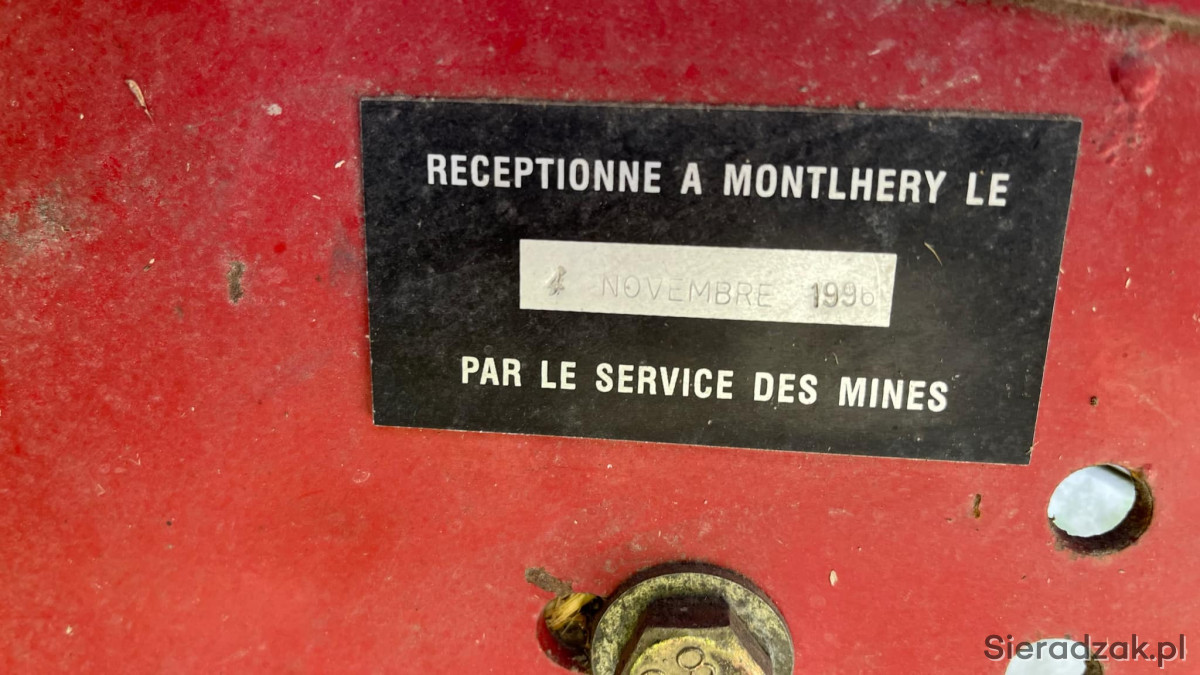 RECEPTIONNE A MONTLHERY LE
4 NOVEMBRE 1996
PAR LE SERVICE DES MINES
Sieradzak.pl